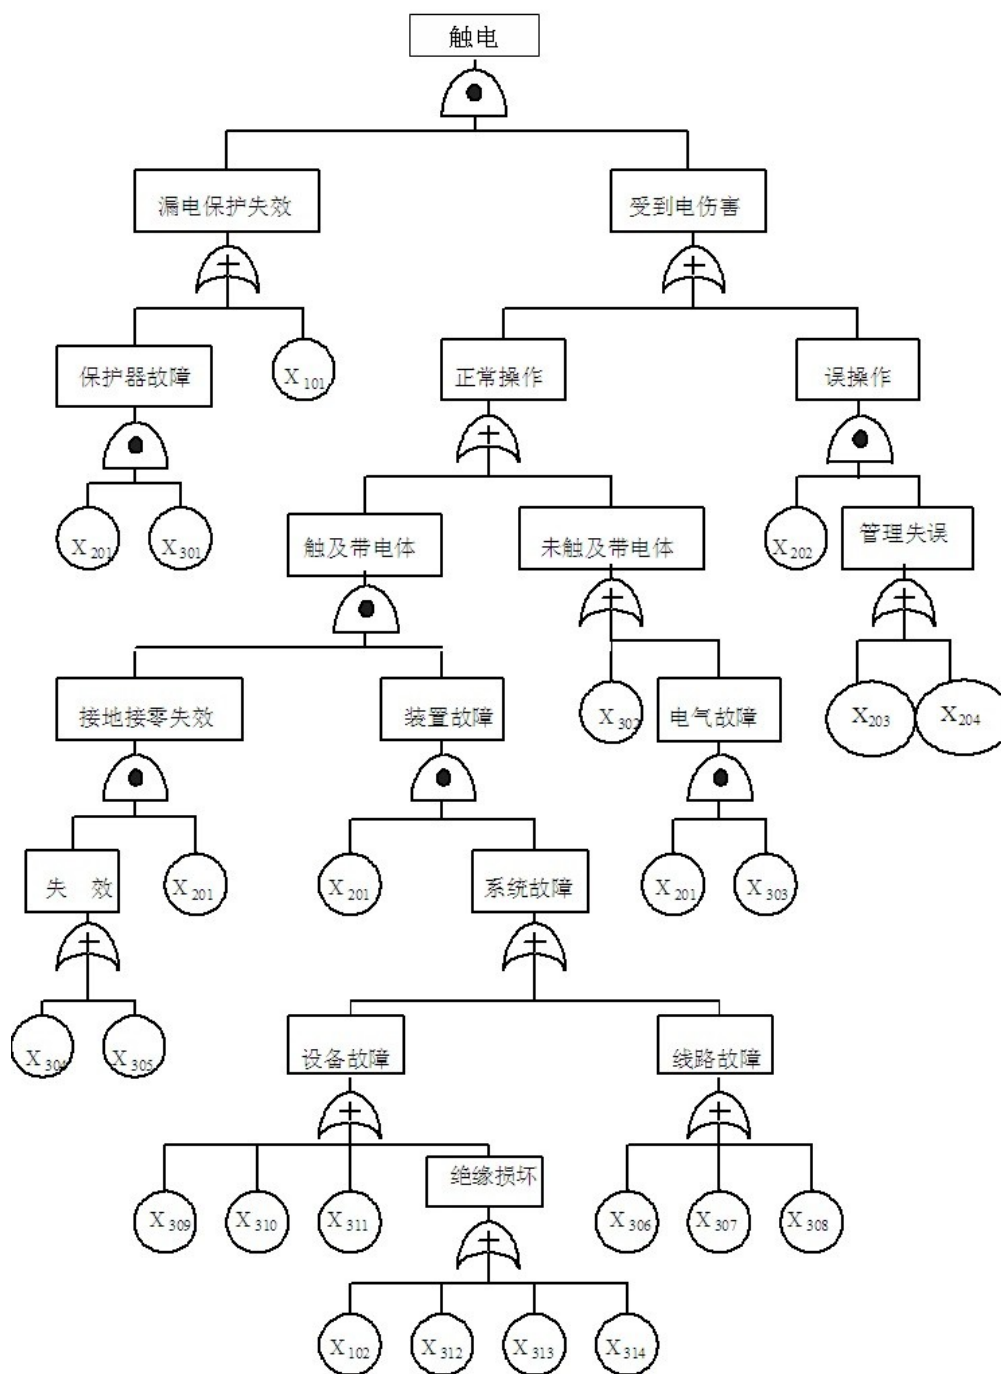 触电
漏电保护失效
受到电伤害
保护器故障
X101
正常操作
误操作
X201
X301
触及带电体
未触及带电体
X202
管理失误
接地接零失效
装置故障
X302
电气故障
X203
X204
失 效
X201
X201
系统故障
X201
X303
X304
X305
设备故障
线路故障
X309
X310
X311
绝缘损坏
X306
X307
X308
X102
X312
X313
X314